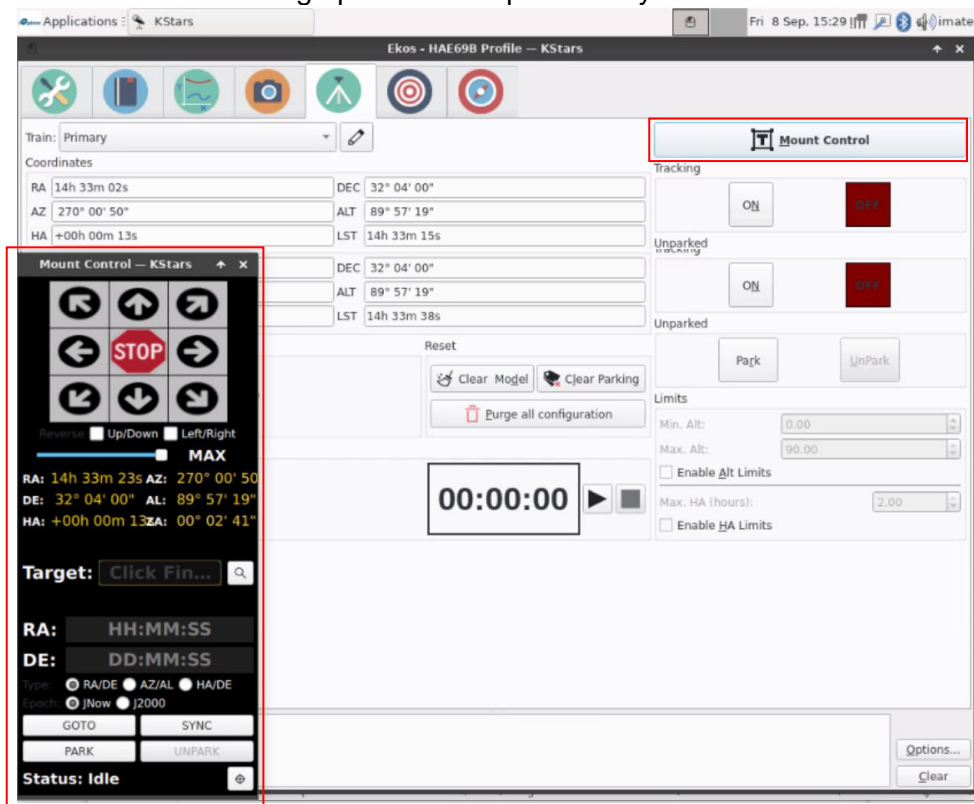 Applications KStars Fri 8 Sep, 15:29 imate
Ekos - HAE69B Profile — KStars
Train: Primary
T Mount Control
Coordinates
Tracking
RA 14h 33m 02s DEC 32° 04' 00"
ON OFF
AZ 270° 00' 50" ALT 89° 57' 19"
HA +00h 00m 13s LST 14h 33m 15s
Unparked
Tracking
DEC 32° 04' 00"
ALT 89° 57' 19"
LST 14h 33m 38s
ON OFF
Unparked
Park UnPark
Reset
Clear Model Clear Parking
Purge all configuration
Limits
Min. Alt: 0.00
Max. Alt: 90.00
Enable Alt Limits
Max. HA (hours): 2.00
Enable HA Limits
00:00:00
Mount Control — KStars
STOP
Reverse Up/Down Left/Right
MAX
RA: 14h 33m 23s AZ: 270° 00' 50
DE: 32° 04' 00" AL: 89° 57' 19"
HA: +00h 00m 13 ZA: 00° 02' 41"
Target: Click Fin...
RA: HH:MM:SS
DE: DD:MM:SS
Type: RA/DE AZ/AL HA/DE
Epoch: JNow J2000
GOTO SYNC
PARK UNPARK
Status: Idle
Options...
Clear